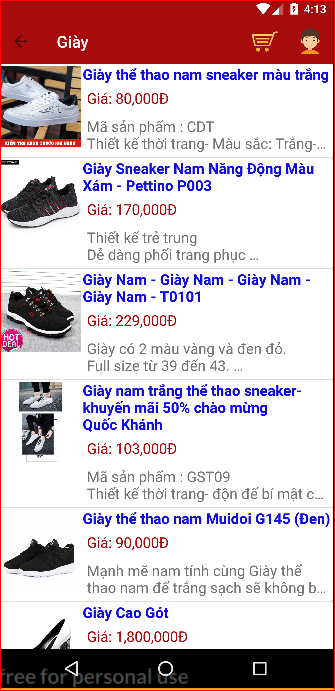 4:13
Giày
Giày thể thao nam sneaker màu trắng
Giá: 80,000Đ
Mã sản phẩm : CDT
Thiết kế thời trang- Màu sắc: Trắng-…
Giày Sneaker Nam Năng Động Màu
Xám - Pettino P003
Giá: 170,000Đ
Thiết kế trẻ trung
Dễ dàng phối trang phục …
Giày Nam - Giày Nam - Giày Nam -
Giày Nam - T0101
Giá: 229,000Đ
HOT
DEAL
Giày có 2 màu vàng và đen đỏ.
Full size từ 39 đến 43. …
Giày nam trắng thể thao sneaker-
khuyến mãi 50% chào mừng
Quốc Khánh
Giá: 103,000Đ
Mã sản phẩm : GST09
Thiết kế thời trang- độn đế bí mật c…
Giày thể thao nam Muidoi G145 (Đen)
Giá: 90,000Đ
Mạnh mẽ nam tính cùng Giày thể
thao nam đế trắng sạch sẽ không b…
Giày Cao Gót
Giá: 1,800,000Đ
free for personal use